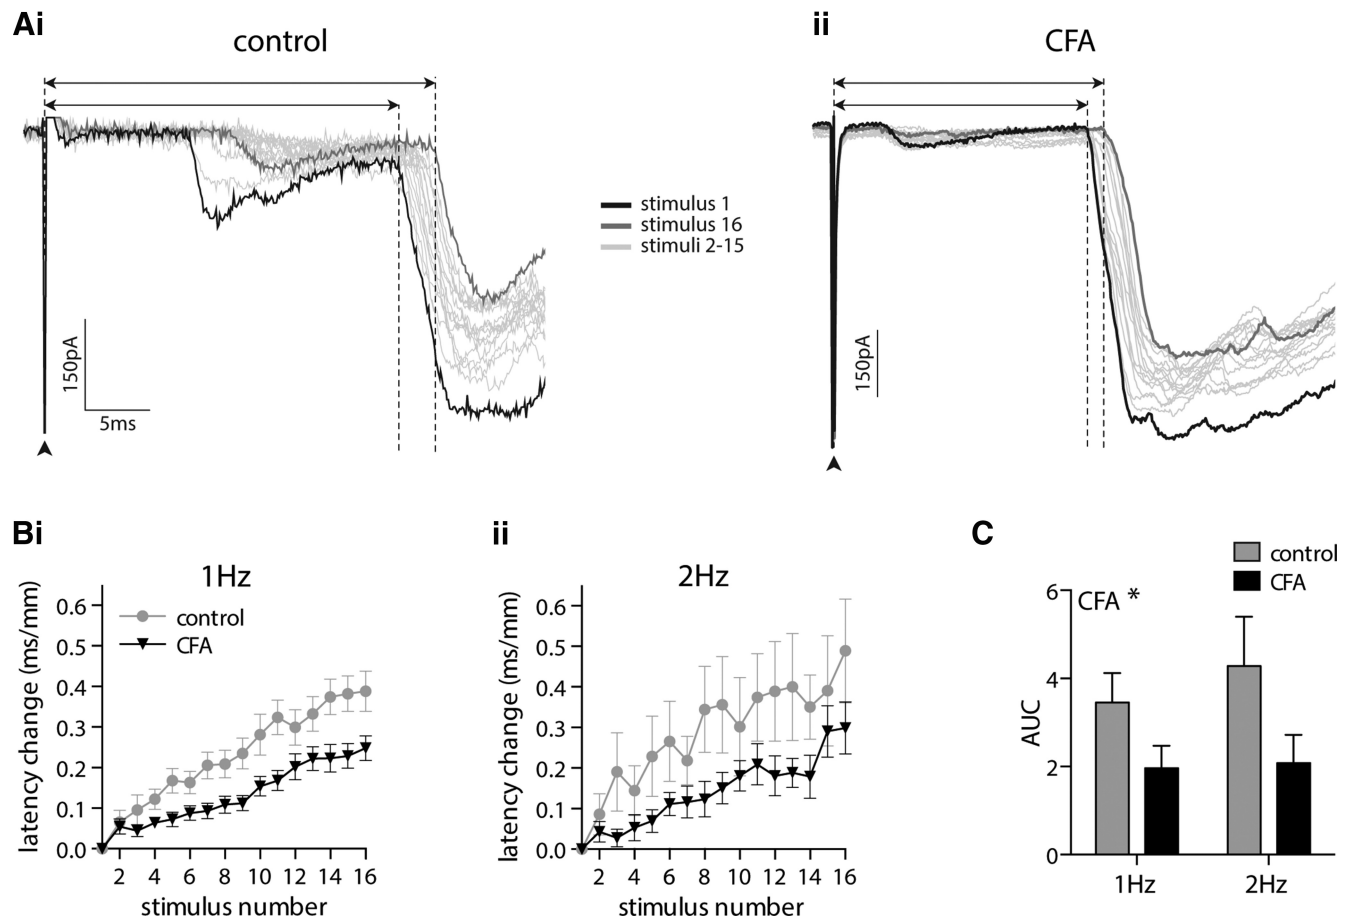 Ai
control
ii
CFA
stimulus 1
stimulus 16
stimuli 2-15
150pA
5ms
150pA
Bi
1Hz
latency change (ms/mm)
0.6
0.5
0.4
0.3
0.2
0.1
0.0
control
CFA
2 4 6 8 10 12 14 16
stimulus number
ii
2Hz
latency change (ms/mm)
0.6
0.5
0.4
0.3
0.2
0.1
0.0
2 4 6 8 10 12 14 16
stimulus number
C
control
CFA
CFA *
AUC
6
4
2
0
1Hz 2Hz